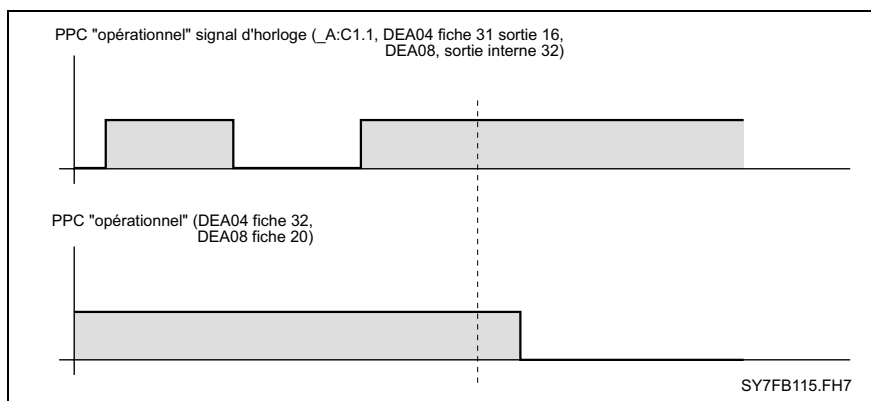 PPC "opérationnel" signal d'horloge (_A:C1.1, DEA04 fiche 31 sortie 16,
DEA08, sortie interne 32)
PPC "opérationnel" (DEA04 fiche 32,
DEA08 fiche 20)
SY7FB115.FH7